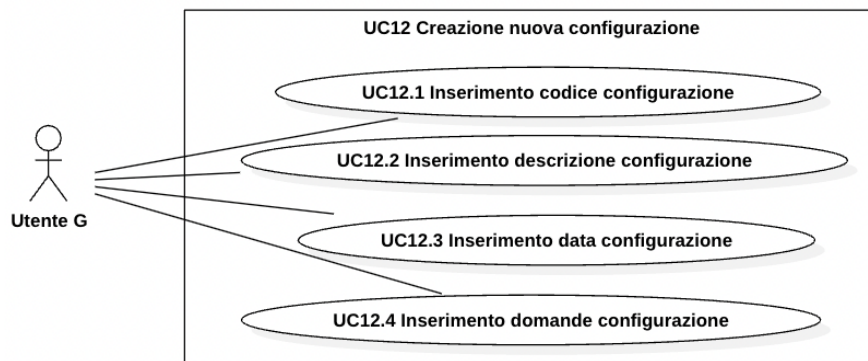 UC12 Creazione nuova configurazione
UC12.1 Inserimento codice configurazione
UC12.2 Inserimento descrizione configurazione
Utente G
UC12.3 Inserimento data configurazione
UC12.4 Inserimento domande configurazione